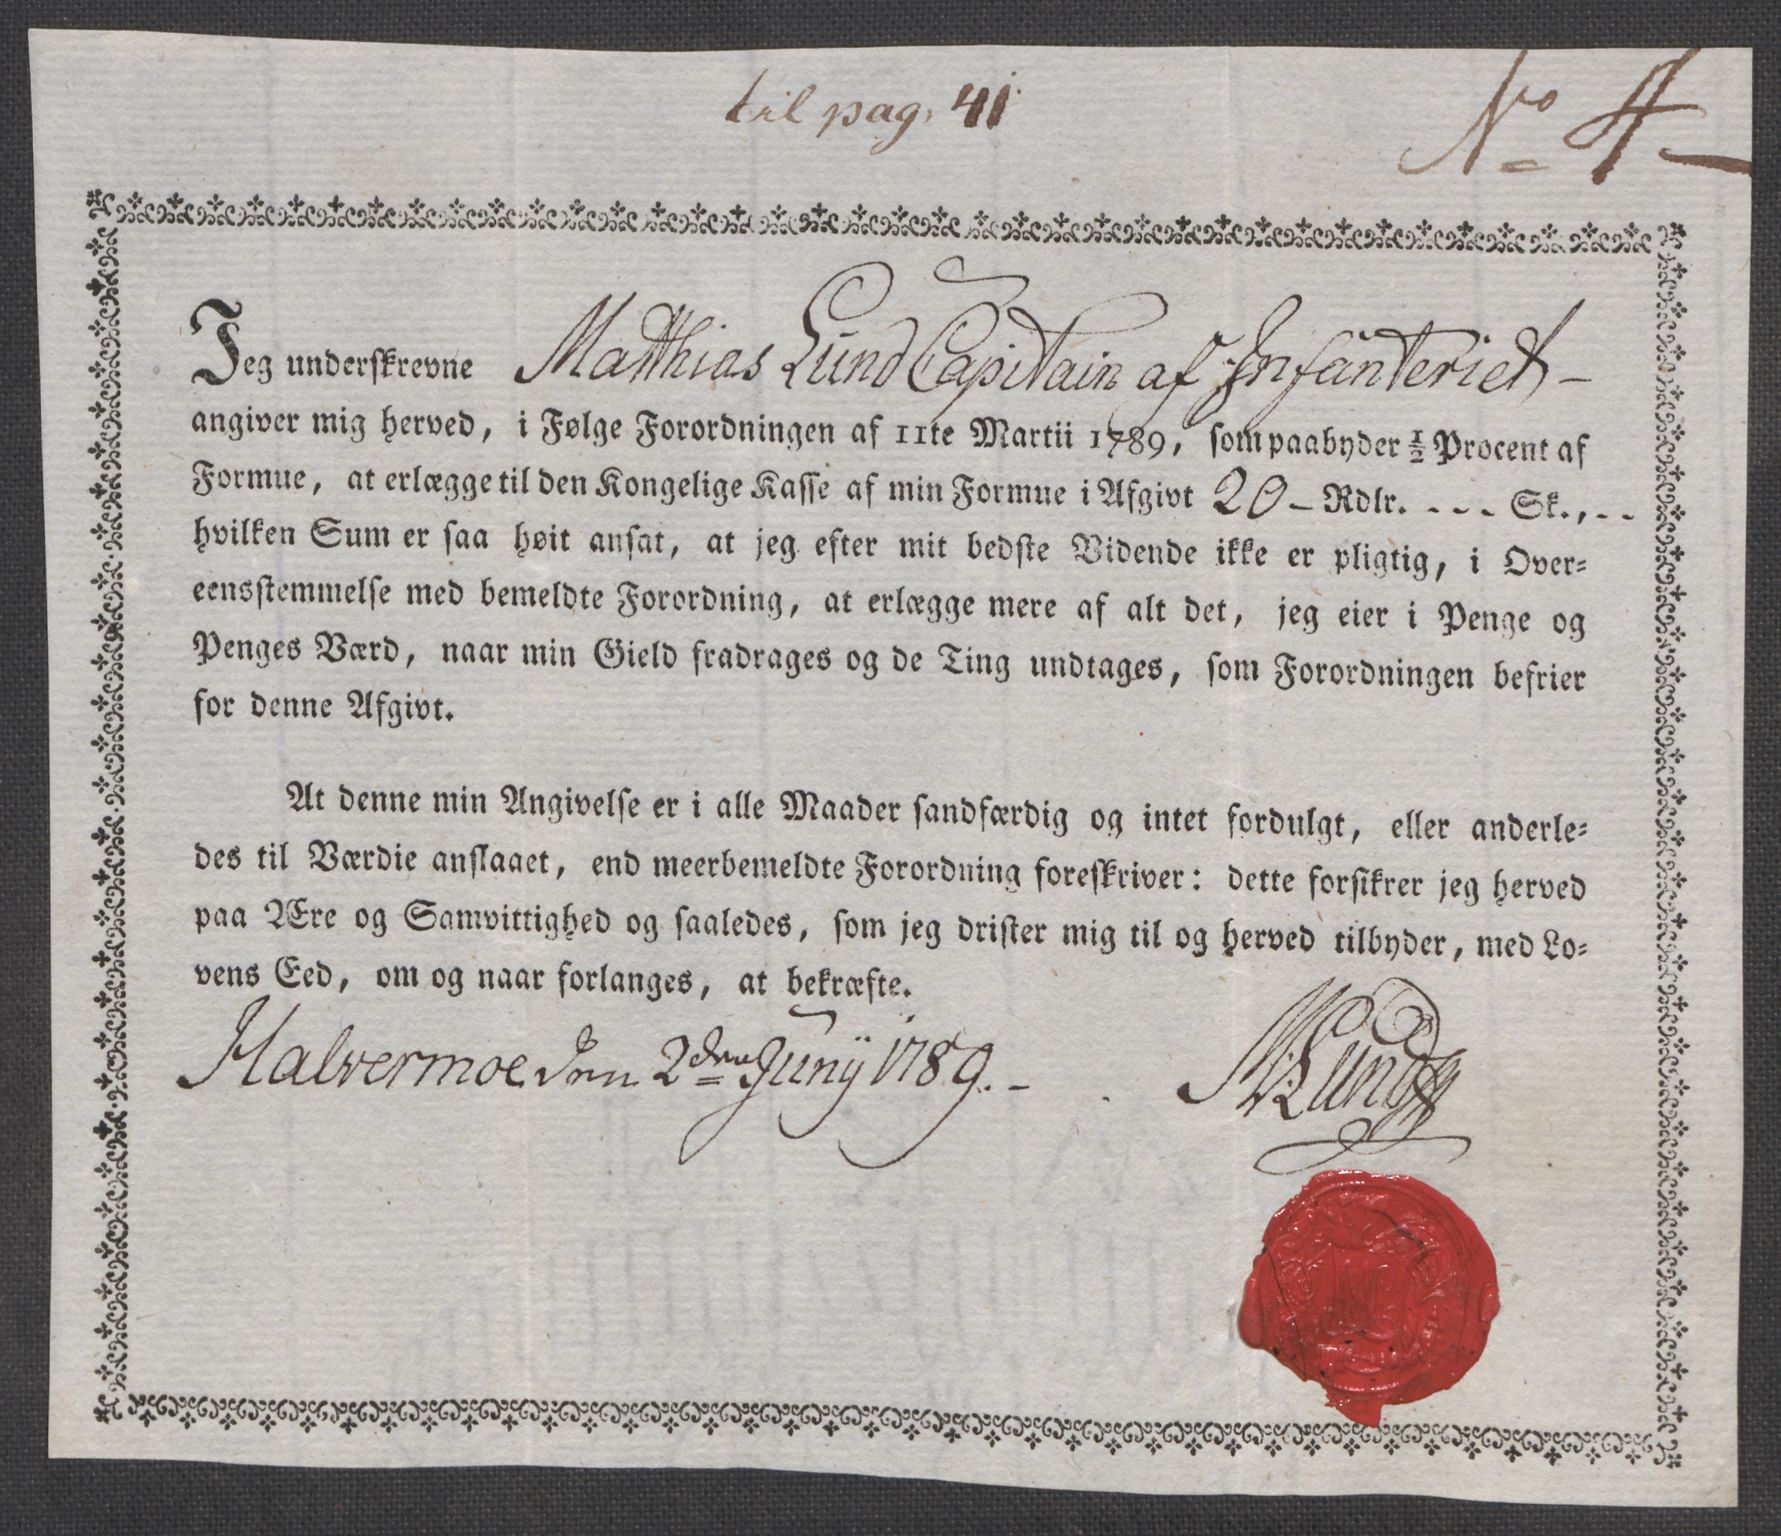 til pag. 41
No 4
Jeg underskrevne Matthias Lund Capitain af Infanteriet
angiver mig herved, i Følge Forordningen af 11te Martii 1789, som paabyder 1/2 Procent af
Formue, at erlægge til den Kongelige Kasse af min Formue i Afgivt 20 – Rdlr. - - - Sk., - -
hvilken Sum er saa høit ansat, at jeg efter mit bedste Vidende ikke er pligtig, i Over=
eensstemmelse med bemeldte Forordning, at erlægge mere af alt det, jeg eier i Penge og
Penges Værd, naar min Gield fradrages og de Ting undtages, som Forordningen befrier
for denne Afgivt.
At denne min Angivelse er i alle Maader sandfærdig og intet fordulgt, eller anderle=
des til Værdie anslaaet, end meerbemeldte Forordning foreskriver: dette forsikrer jeg herved
paa Ære og Samvittighed og saaledes, som jeg drister mig til og herved tilbyder, med Lo=
vens Eed, om og naar forlanges, at bekræfte.
Halvermoe den 2den Junÿ 1789. –
M: Lund